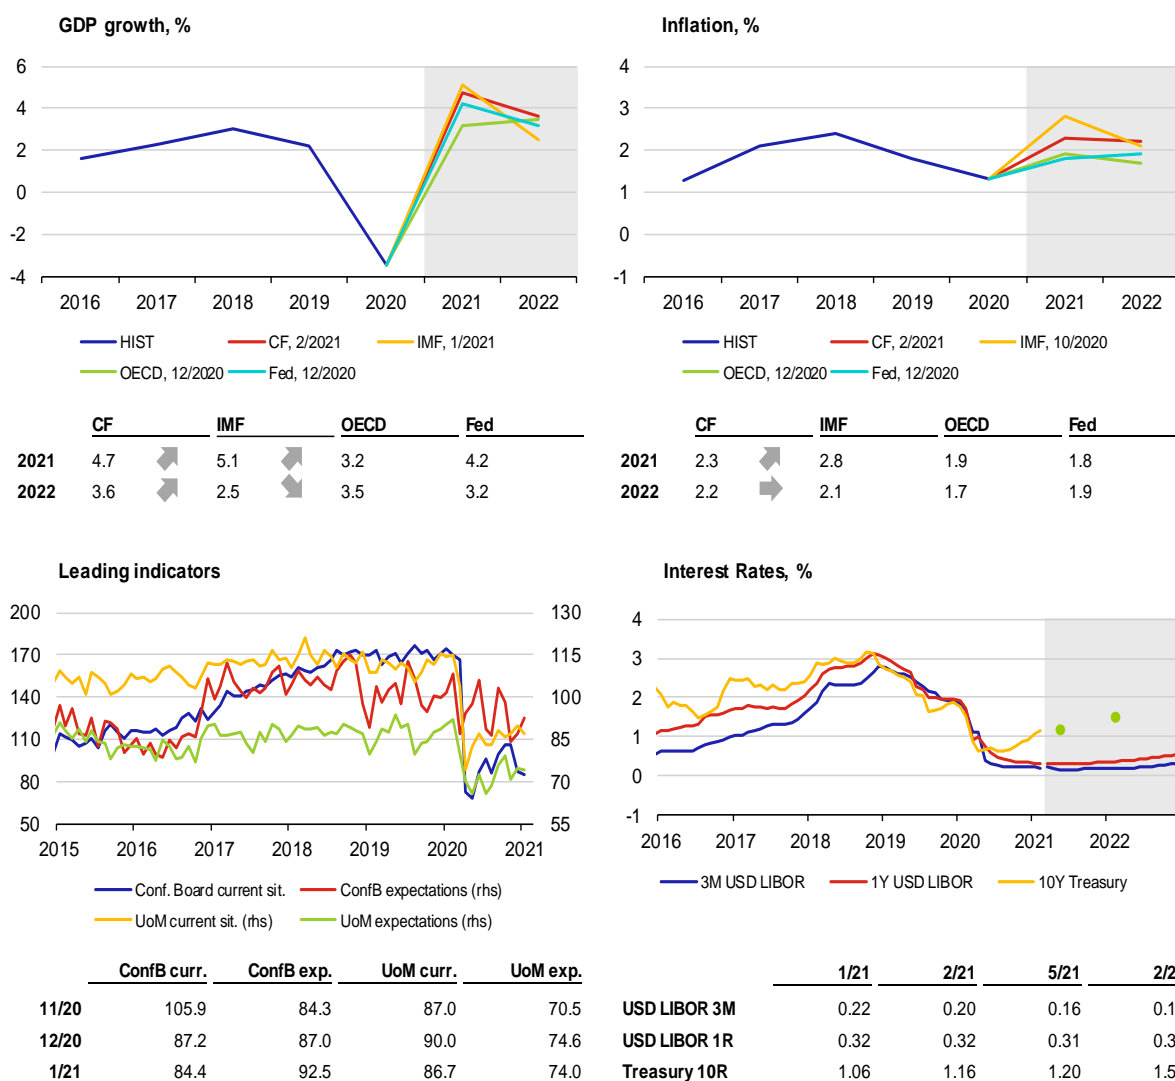 GDP growth, %
6
4
2
0
-2
-4
2016 2017 2018 2019 2020 2021 2022
HIST CF, 2/2021 IMF, 1/2021
OECD, 12/2020 Fed, 12/2020
CF IMF OECD Fed
2021 4.7 5.1 3.2 4.2
2022 3.6 2.5 3.5 3.2
Inflation, %
4
3
2
1
0
-1
2016 2017 2018 2019 2020 2021 2022
HIST CF, 2/2021 IMF, 10/2020
OECD, 12/2020 Fed, 12/2020
CF IMF OECD Fed
2021 2.3 2.8 1.9 1.8
2022 2.2 2.1 1.7 1.9
Leading indicators
200 130
170 115
140 100
110 85
80 70
50 55
2015 2016 2017 2018 2019 2020 2021
Conf. Board current sit. ConfB expectations (rhs)
UoM current sit. (rhs) UoM expectations (rhs)
ConfB curr. ConfB exp. UoM curr. UoM exp.
11/20 105.9 84.3 87.0 70.5
12/20 87.2 87.0 90.0 74.6
1/21 84.4 92.5 86.7 74.0
Interest Rates, %
4
3
2
1
0
-1
2016 2017 2018 2019 2020 2021 2022
3M USD LIBOR 1Y USD LIBOR 10Y Treasury
1/21 2/21 5/21
USD LIBOR 3M 0.22 0.20 0.16
USD LIBOR 1R 0.32 0.32 0.31
Treasury 10R 1.06 1.16 1.20